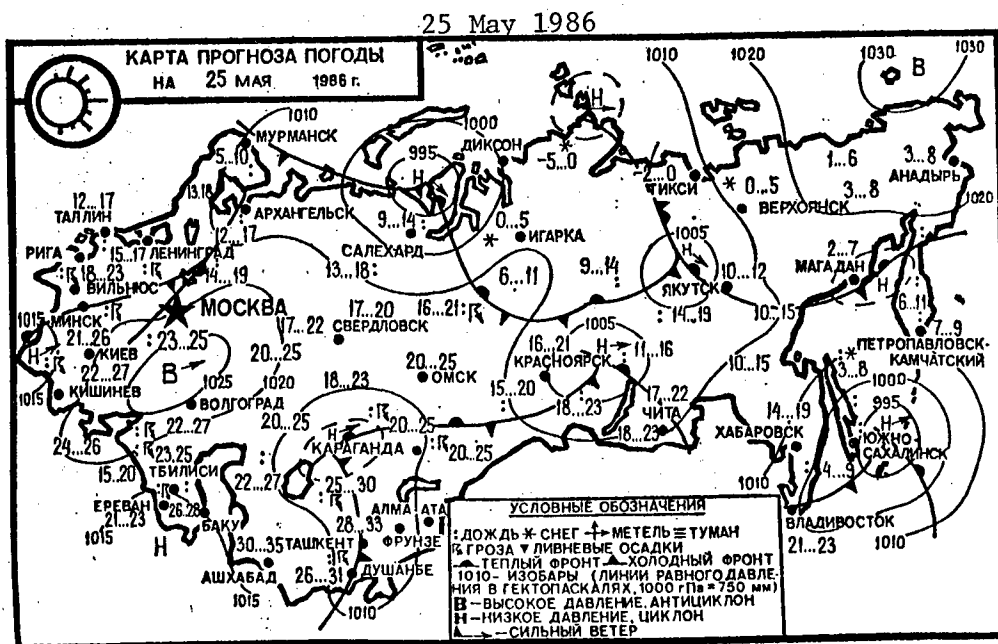 25 May 1986
КАРТА ПРОГНОЗА ПОГОДЫ
НА 25 МАЯ 1986 г.
1010 1020 1030 В 1030
1010
МУРМАНСК
5..10
1000
995
Н
ДИКСОН
Н
-5...0
-2...0
ТИКСИ
0...5
ВЕРХОЯНСК
1...6
3...8
3...8
АНАДЫРЬ
1020
12...17
ТАЛЛИН
13..18
АРХАНГЕЛЬСК
12...17
9...14
САЛЕХАРД
0...5
ИГАРКА
РИГА
15..17
ЛЕНИНГРАД
18...23
ВИЛЬНЮС
14...19
МОСКВА
13...18
6...11
9...14
1005
Н
ЯКУТСК
10...12
14...19
10...15
2...7
МАГАДАН
Н
6...11
7...9
ПЕТРОПАВЛОВСК-
КАМЧАТСКИЙ
1015
МИНСК
21...26
Н
КИЕВ
22...27
КИШИНЕВ
1015
23...25
В
1025
1020
ВОЛГОГРАД
17...22
17...20
СВЕРДЛОВСК
16...21
20...25
20...25
ОМСК
18...23
1005
16...21
КРАСНОЯРСК
Н
11...16
15...20
18...23
17...22
ЧИТА
18...23
10...15
3...8
1000
995
Н
14...19
ХАБАРОВСК
ЮЖНО-
САХАЛИНСК
4...9
1010
ВЛАДИВОСТОК
21...23
1010
24...26
22...27
23..25
ТБИЛИСИ
15..20
ЕРЕВАН
21...23
26..28
БАКУ
1015
Н
20...25
Н
КАРАГАНДА
20...25
20...25
22...27
25...30
АЛМА АТА
ФРУНЗЕ
28...33
ТАШКЕНТ
30...35
АШХАБАД
1015
26...31
ДУШАНБЕ
1010
УСЛОВНЫЕ ОБОЗНАЧЕНИЯ
: ДОЖДЬ * СНЕГ МЕТЕЛЬ ≡ ТУМАН
ГРОЗА ▼ ЛИВНЕВЫЕ ОСАДКИ
ТЕПЛЫЙ ФРОНТ ХОЛОДНЫЙ ФРОНТ
1010- ИЗОБАРЫ (ЛИНИИ РАВНОГО ДАВЛЕ-
НИЯ В ГЕКТОПАСКАЛЯХ, 1000 гПа = 750 мм)
В - ВЫСОКОЕ ДАВЛЕНИЕ, АНТИЦИКЛОН
Н - НИЗКОЕ ДАВЛЕНИЕ, ЦИКЛОН
- СИЛЬНЫЙ ВЕТЕР